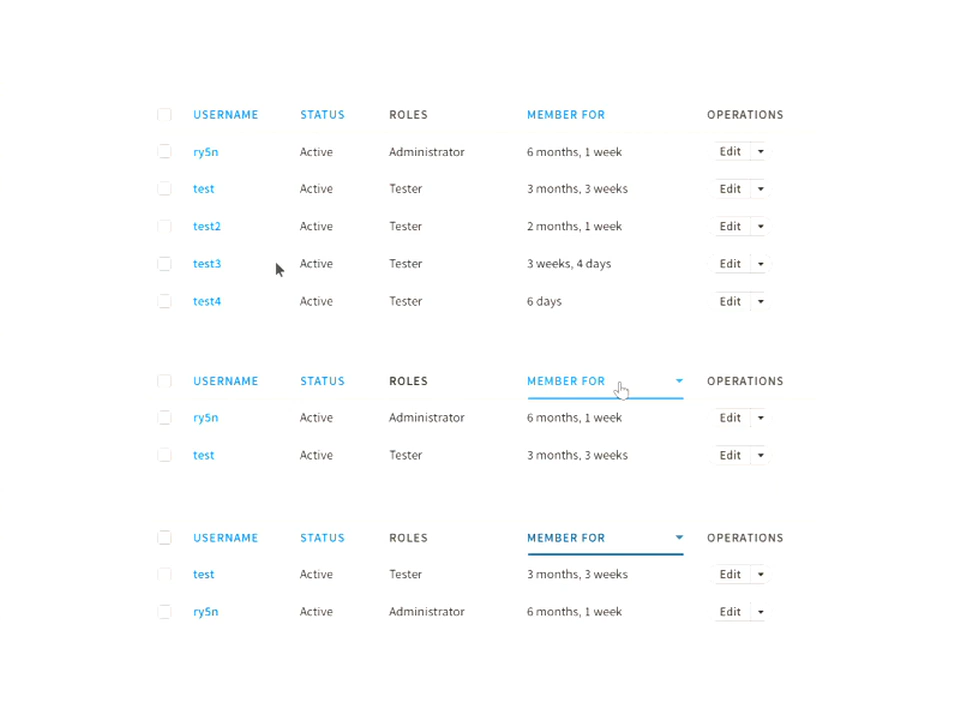 USERNAME STATUS ROLES MEMBER FOR OPERATIONS
ry5n Active Administrator 6 months, 1 week Edit
test Active Tester 3 months, 3 weeks Edit
test2 Active Tester 2 months, 1 week Edit
test3 Active Tester 3 weeks, 4 days Edit
test4 Active Tester 6 days Edit
USERNAME STATUS ROLES MEMBER FOR OPERATIONS
ry5n Active Administrator 6 months, 1 week Edit
test Active Tester 3 months, 3 weeks Edit
USERNAME STATUS ROLES MEMBER FOR OPERATIONS
test Active Tester 3 months, 3 weeks Edit
ry5n Active Administrator 6 months, 1 week Edit